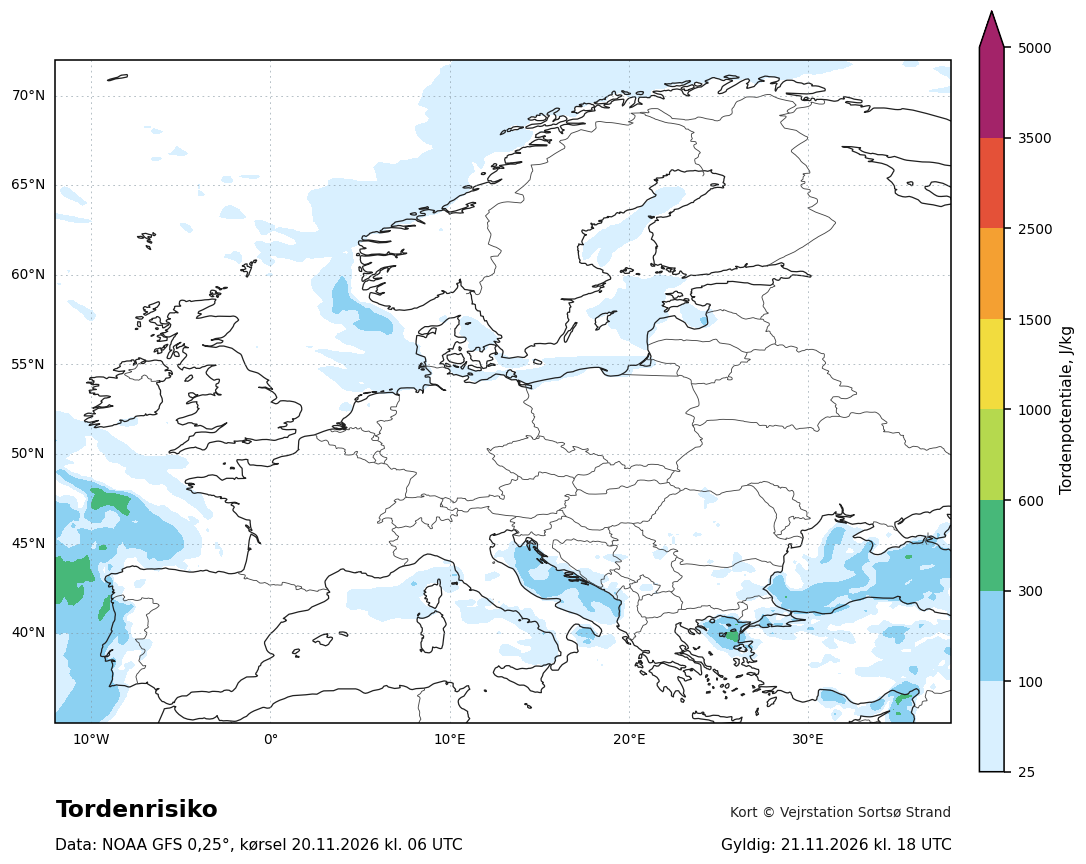 70°N
65°N
60°N
55°N
50°N
45°N
40°N
10°W
0°
10°E
20°E
30°E
5000
3500
2500
1500
1000
600
300
100
25
Tordenpotentiale, J/kg
Tordenrisiko
Kort © Vejrstation Sortsø Strand
Data: NOAA GFS 0,25°, kørsel 20.11.2026 kl. 06 UTC
Gyldig: 21.11.2026 kl. 18 UTC